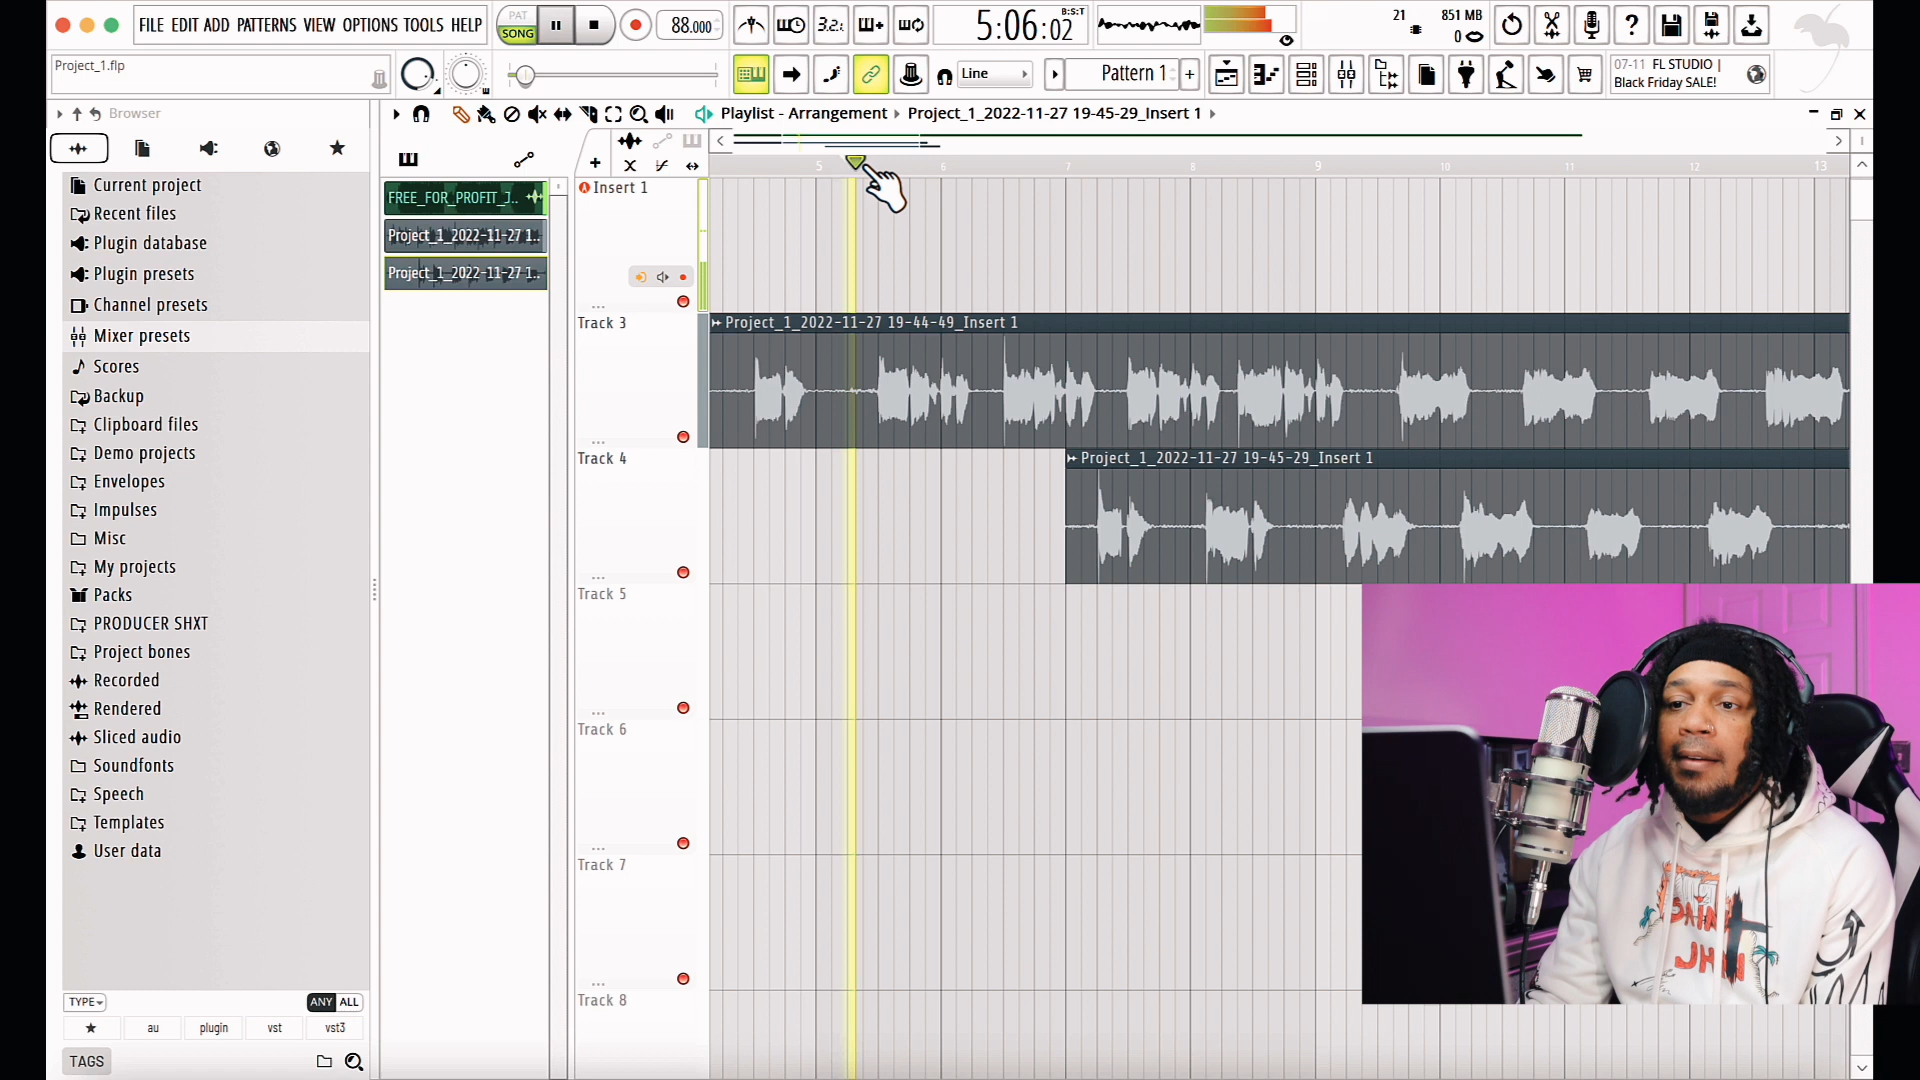 FILE EDIT ADD PATTERNS VIEW OPTIONS TOOLS HELP
PAT
SONG
88.000
3.2.
5:06:02
B:S:T
21
851 MB
0
Project_1.flp
Line
Pattern 1
07-11 FL STUDIO |
Black Friday SALE!
Browser
Playlist - Arrangement
Project_1_2022-11-27 19-45-29_Insert 1
Current project
Recent files
Plugin database
Plugin presets
Channel presets
Mixer presets
Scores
Backup
Clipboard files
Demo projects
Envelopes
Impulses
Misc
My projects
Packs
PRODUCER SHXT
Project bones
Recorded
Rendered
Sliced audio
Soundfonts
Speech
Templates
User data
TYPE
ANY ALL
au plugin vst vst3
TAGS
FREE_FOR_PROFIT_J..
Project_1_2022-11-27 1..
Project_1_2022-11-27 1..
5 6 7 8 9 10 11 12 13
Insert 1
Track 3
Project_1_2022-11-27 19-44-49_Insert 1
Track 4
Project_1_2022-11-27 19-45-29_Insert 1
Track 5
Track 6
Track 7
Track 8
SAINT
JHN